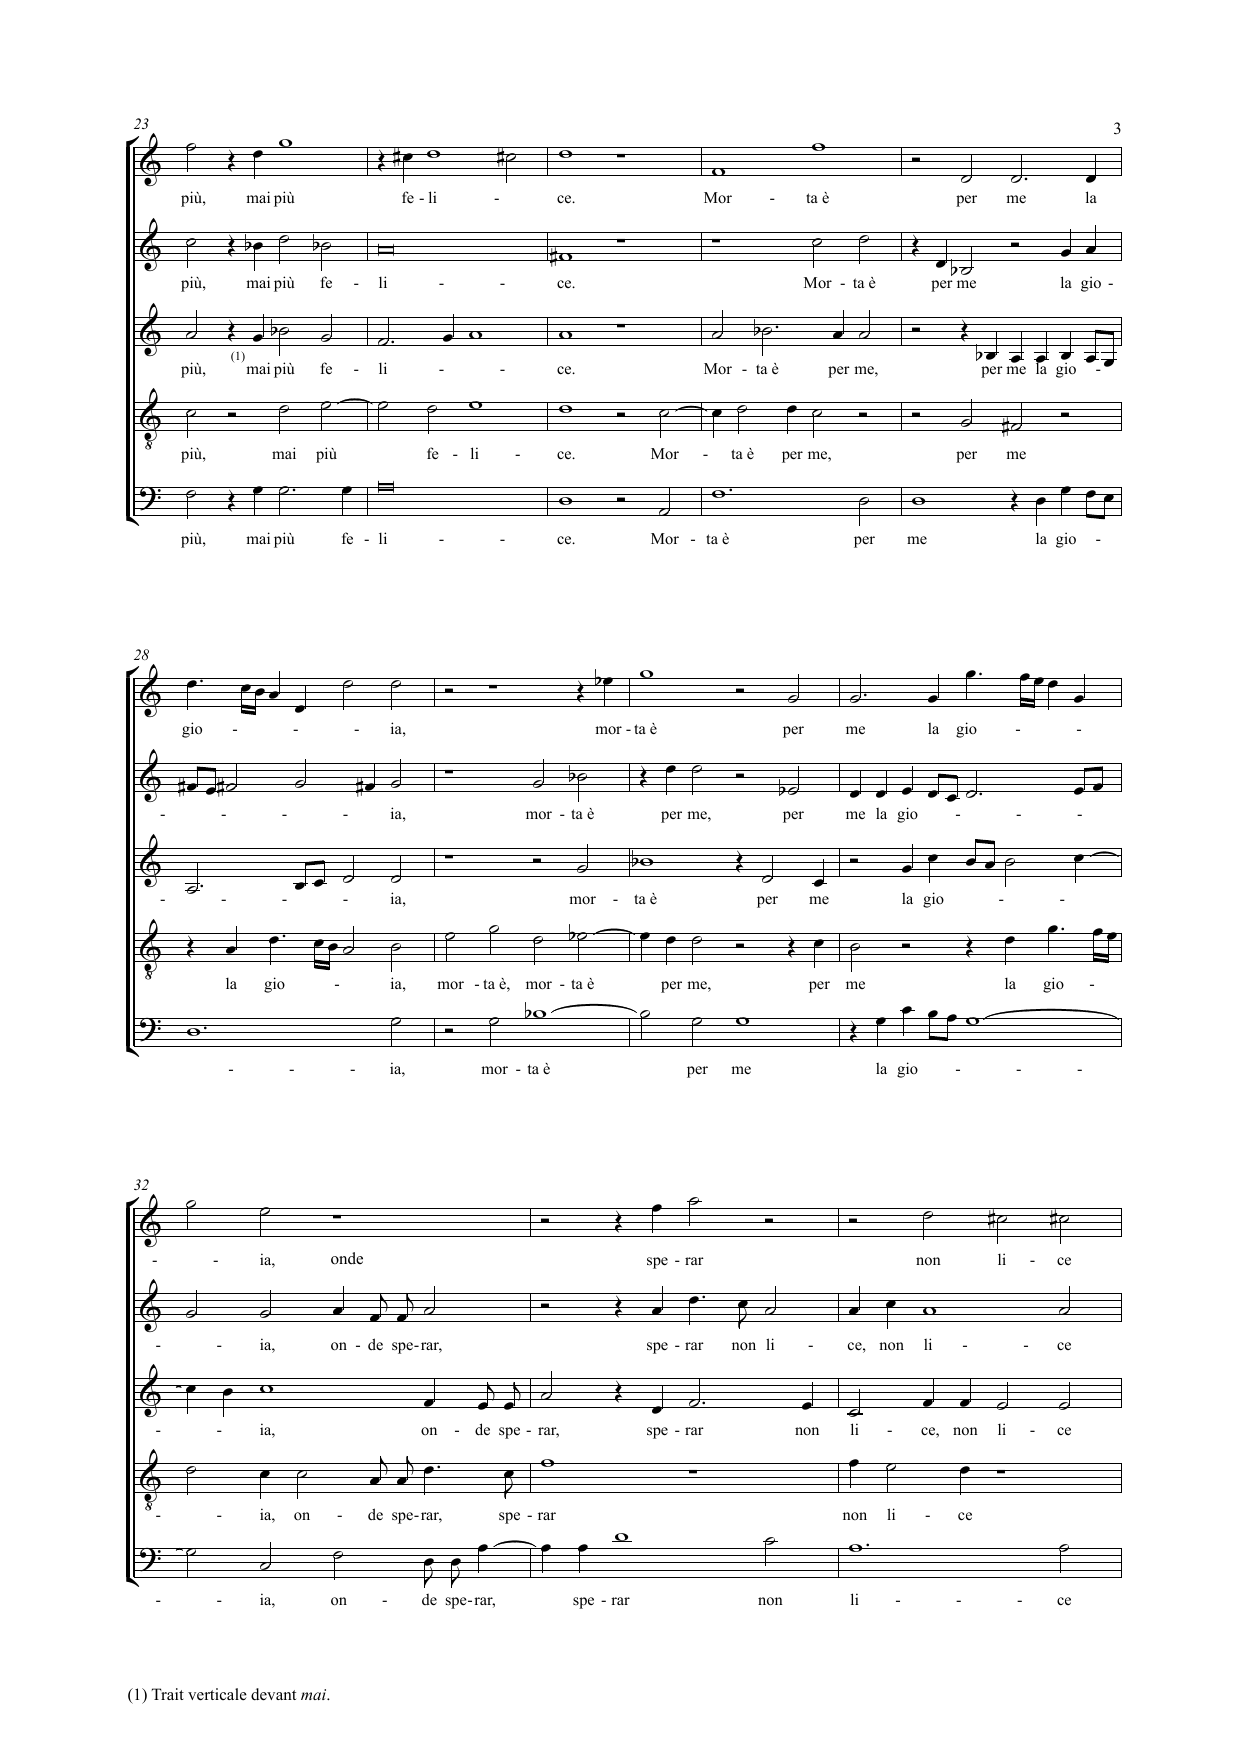 23
3
più, mai più fe - li - ce. Mor - ta è per me la
più, mai più fe - li - - ce. Mor - ta è per me la gio -
(1)
più, mai più fe - li - - ce. Mor - ta è per me, per me la gio -
più, mai più fe - li - ce. Mor - ta è per me, per me
più, mai più fe - li - - ce. Mor - ta è per me la gio -
28
gio - - - ia, mor - ta è per me la gio - -
- - - - ia, mor - ta è per me, per me la gio - - -
- - - - ia, mor - ta è per me la gio - -
la gio - ia, mor - ta è, mor - ta è per me, per me la gio -
- - - ia, mor - ta è per me la gio - - -
32
- - ia, onde spe - rar non li - ce
- - ia, on - de spe - rar, spe - rar non li - ce, non li - - ce
- - ia, on - de spe - rar, spe - rar non li - ce, non li - ce
- - ia, on - de spe - rar, spe - rar non li - ce
- - ia, on - de spe - rar, spe - rar non li - - - ce
(1) Trait verticale devant mai.